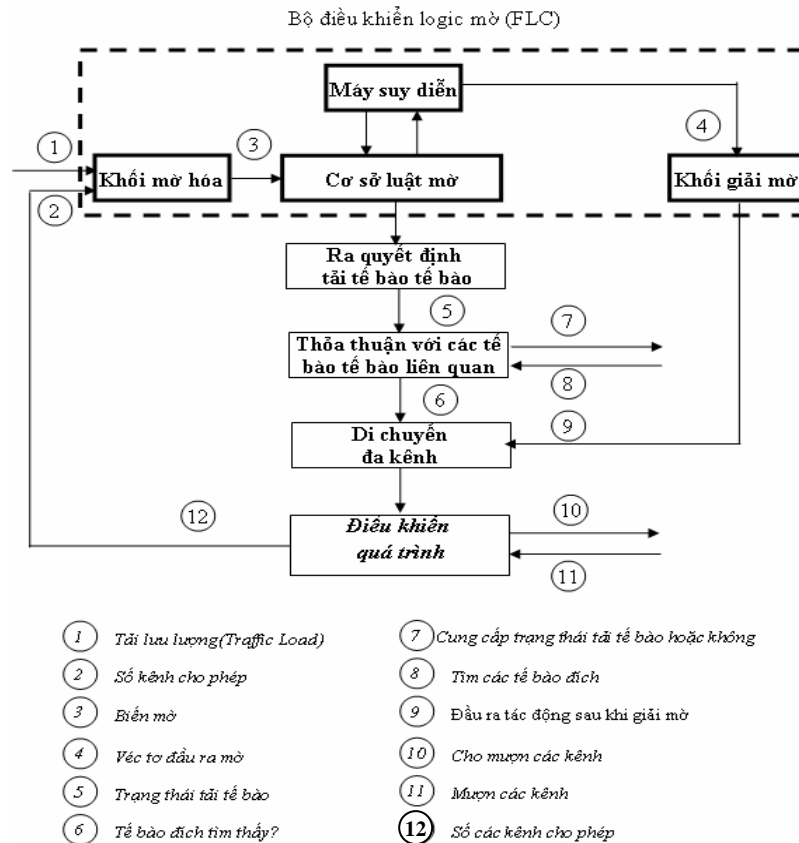 Bộ điều khiển logic mờ (FLC)
Máy suy diễn
1
3
4
Khối mờ hóa
Cơ sở luật mờ
Khối giải mờ
2
Ra quyết định
tải tế bào tế bào
5
7
Thỏa thuận với các tế
bào tế bào liên quan
8
6
9
Di chuyển
đa kênh
12
10
Điều khiển
quá trình
11
1 Tải lưu lượng(Traffic Load)
2 Số kênh cho phép
3 Biến mờ
4 Véc tơ đầu ra mờ
5 Trạng thái tải tế bào
6 Tế bào đích tìm thấy?
7 Cung cấp trạng thái tải tế bào hoặc không
8 Tìm các tế bào đích
9 Đầu ra tác động sau khi giải mờ
10 Cho mượn các kênh
11 Mượn các kênh
12 Số các kênh cho phép